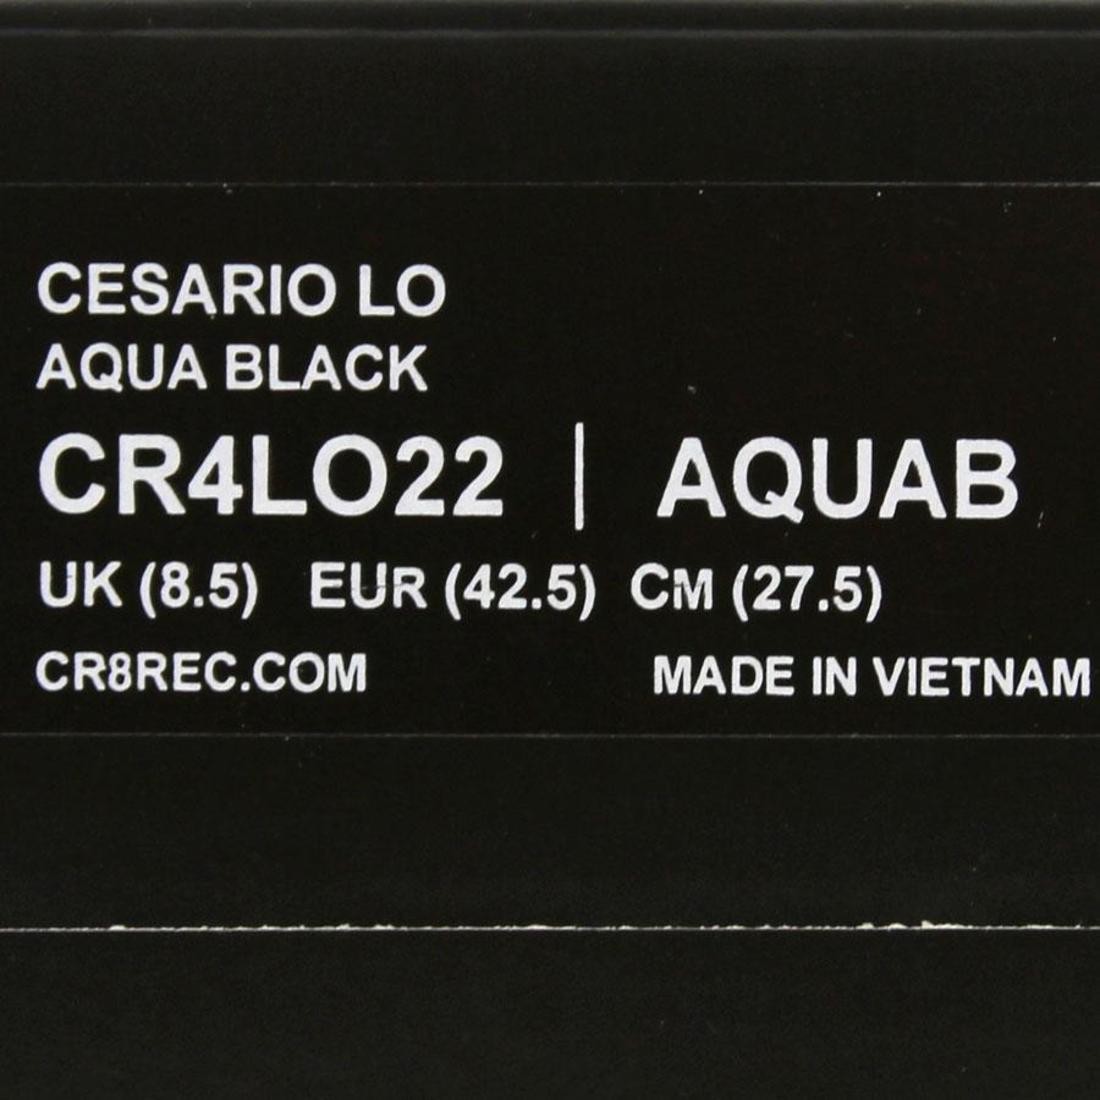 CESARIO LO
AQUA BLACK
CR4LO22 | AQUAB
UK (8.5) EUR (42.5) CM (27.5)
CR8REC.COM MADE IN VIETNAM